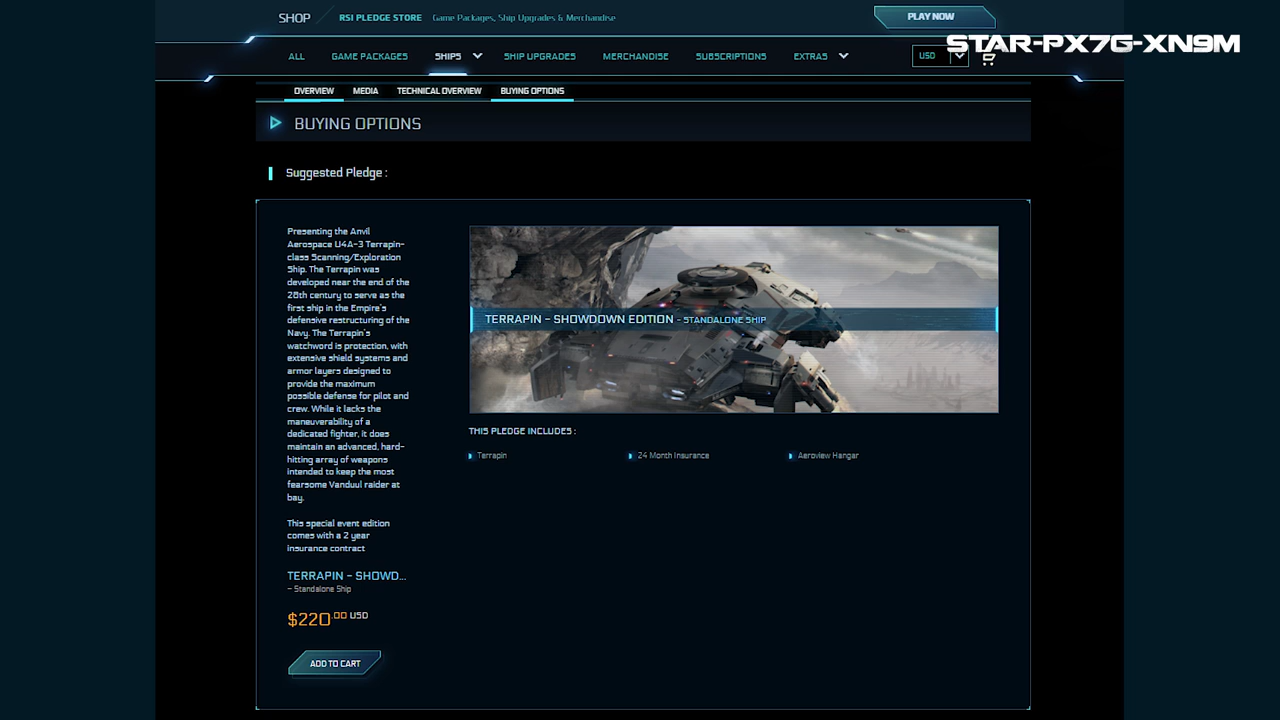 SHOP
RSI PLEDGE STORE Game Packages, Ship Upgrades & Merchandise
PLAY NOW
STAR-PX7G-XN9M
ALL GAME PACKAGES SHIPS SHIP UPGRADES MERCHANDISE SUBSCRIPTIONS EXTRAS USD
OVERVIEW MEDIA TECHNICAL OVERVIEW BUYING OPTIONS
BUYING OPTIONS
Suggested Pledge :
Presenting the Anvil
Aerospace U4A-3 Terrapin-
class Scanning/Exploration
Ship. The Terrapin was
developed near the end of the
28th century to serve as the
first ship in the Empire's
defensive restructuring of the
Navy. The Terrapin's
watchword is protection, with
extensive shield systems and
armor layers designed to
provide the maximum
possible defense for pilot and
crew. While it lacks the
maneuverability of a
dedicated fighter, it does
maintain an advanced, hard-
hitting array of weapons
intended to keep the most
fearsome Vanduul raider at
bay.
This special event edition
comes with a 2 year
insurance contract
TERRAPIN - SHOWD...
- Standalone Ship
$220.00 USD
ADD TO CART
TERRAPIN - SHOWDOWN EDITION - STANDALONE SHIP
THIS PLEDGE INCLUDES :
Terrapin 24 Month Insurance Aeroview Hangar